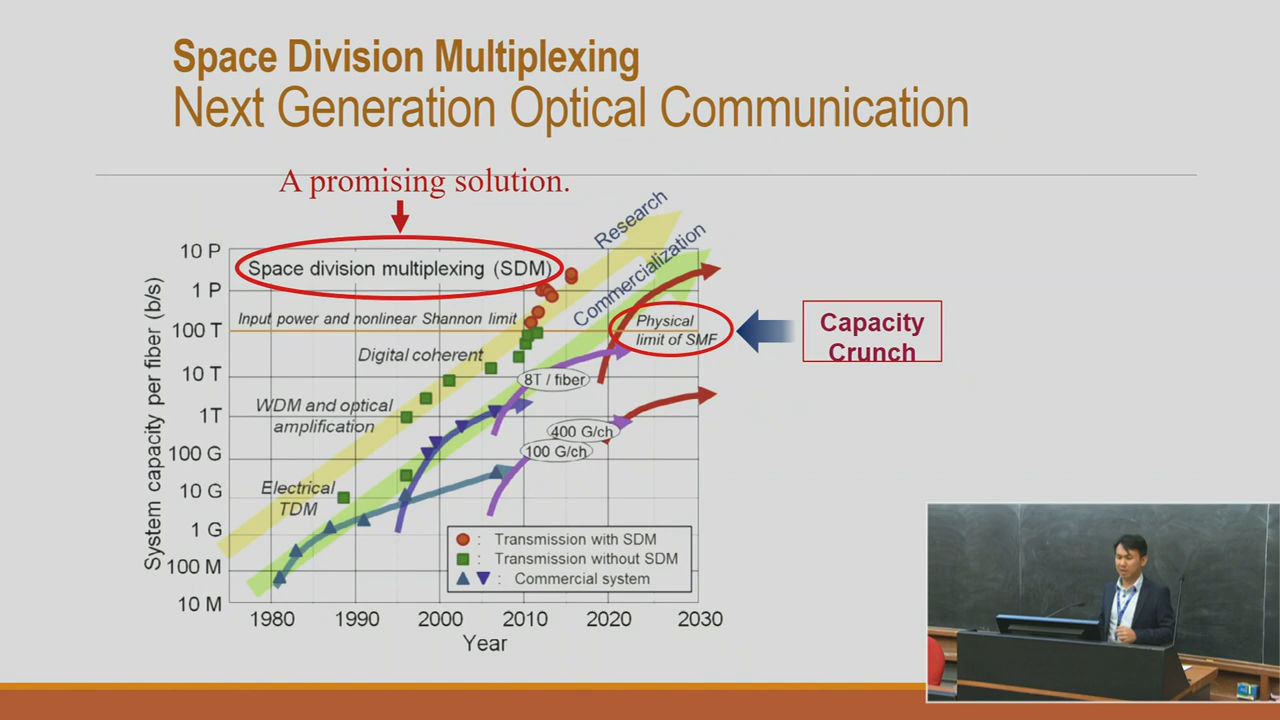 Space Division Multiplexing
Next Generation Optical Communication
A promising solution.
Research
Commercialization
10 P
Space division multiplexing (SDM)
1 P
Input power and nonlinear Shannon limit
100 T
Physical
limit of SMF
Capacity
Crunch
Digital coherent
10 T
8T / fiber
WDM and optical
amplification
1T
400 G/ch
100 G/ch
100 G
Electrical
TDM
10 G
1 G
100 M
10 M
System capacity per fiber (b/s)
: Transmission with SDM
: Transmission without SDM
: Commercial system
1980 1990 2000 2010 2020 2030
Year